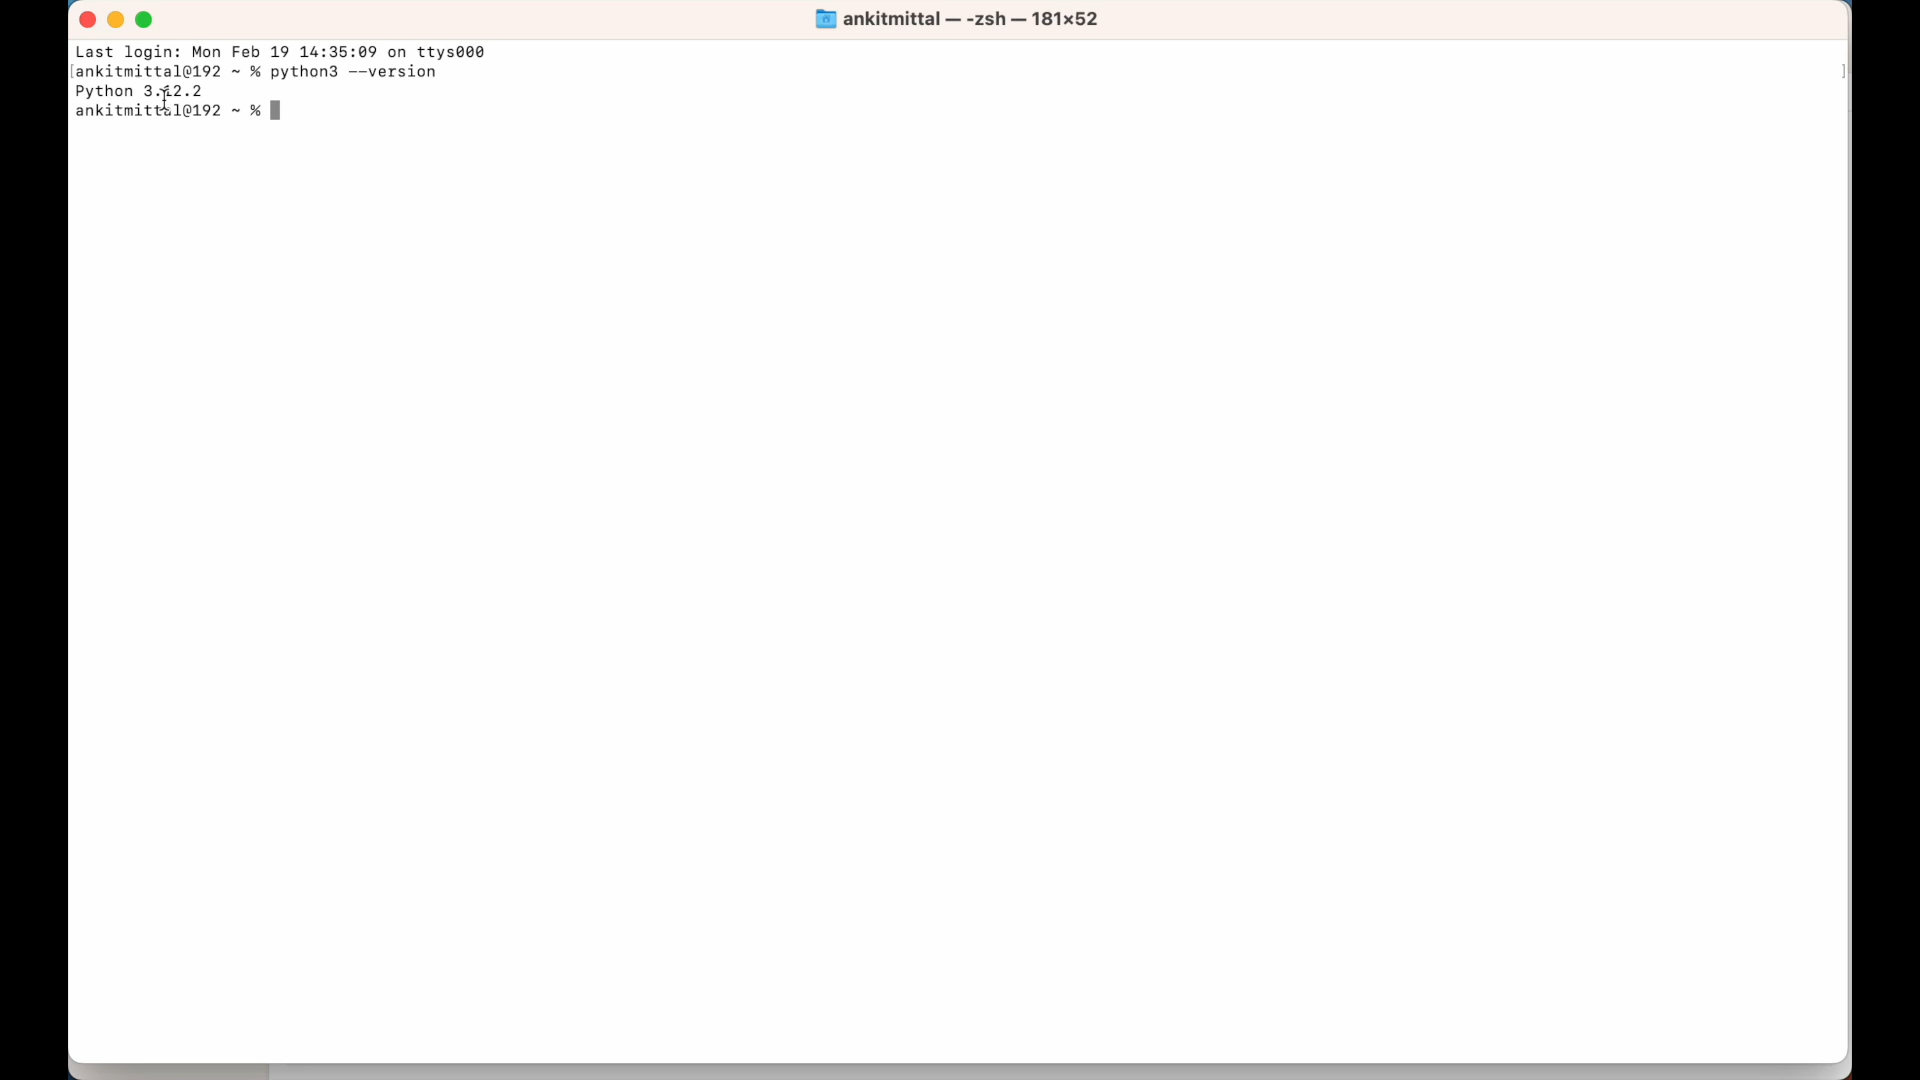 ankitmittal — -zsh — 181×52
Last login: Mon Feb 19 14:35:09 on ttys000
[ankitmittal@192 ~ % python3 --version ]
Python 3.12.2
ankitmittal@192 ~ %